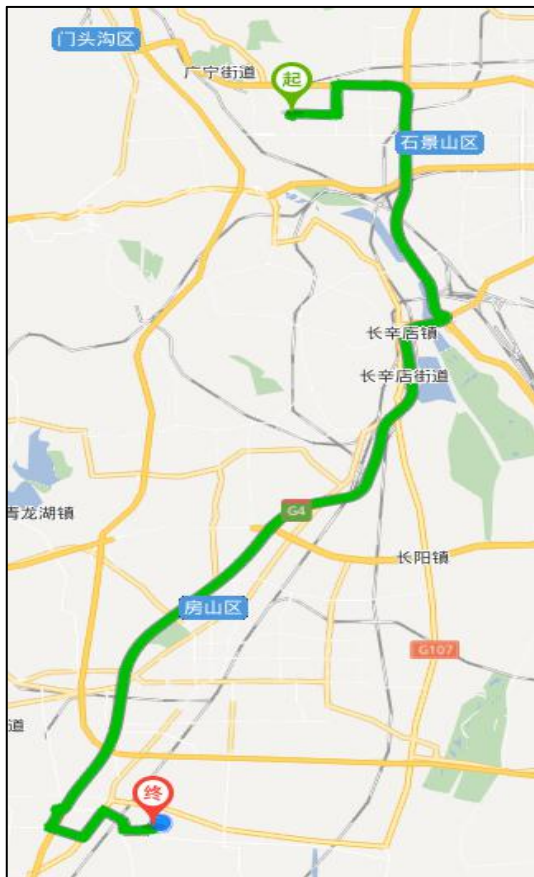 门头沟区
广宁街道
起
石景山区
长辛店镇
长辛店街道
G4
青龙湖镇
长阳镇
房山区
G107
道
终